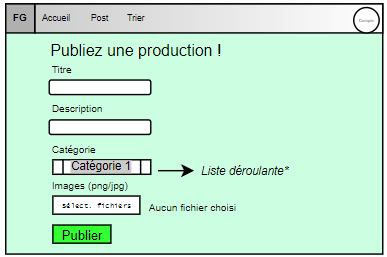 FG Accueil Post Trier Compte
Publiez une production !
Titre
Description
Catégorie
Catégorie 1
Liste déroulante*
Images (png/jpg)
sélect. fichiers Aucun fichier choisi
Publier